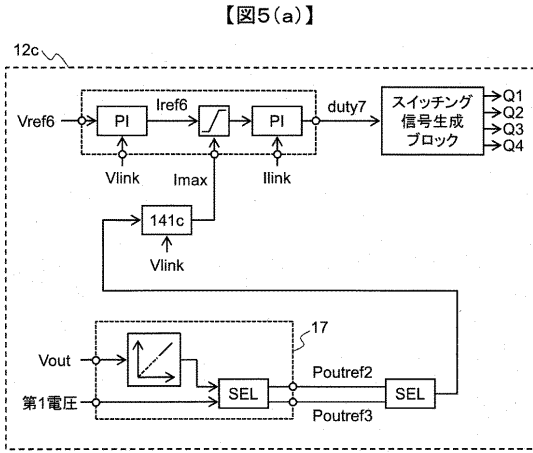 【図5(a)】
12c
Vref6
PI
Iref6
PI
duty7
スイッチング
信号生成
ブロック
Q1
Q2
Q3
Q4
Vlink
Imax
Ilink
141c
Vlink
17
Vout
第1電圧
SEL
Poutref2
Poutref3
SEL